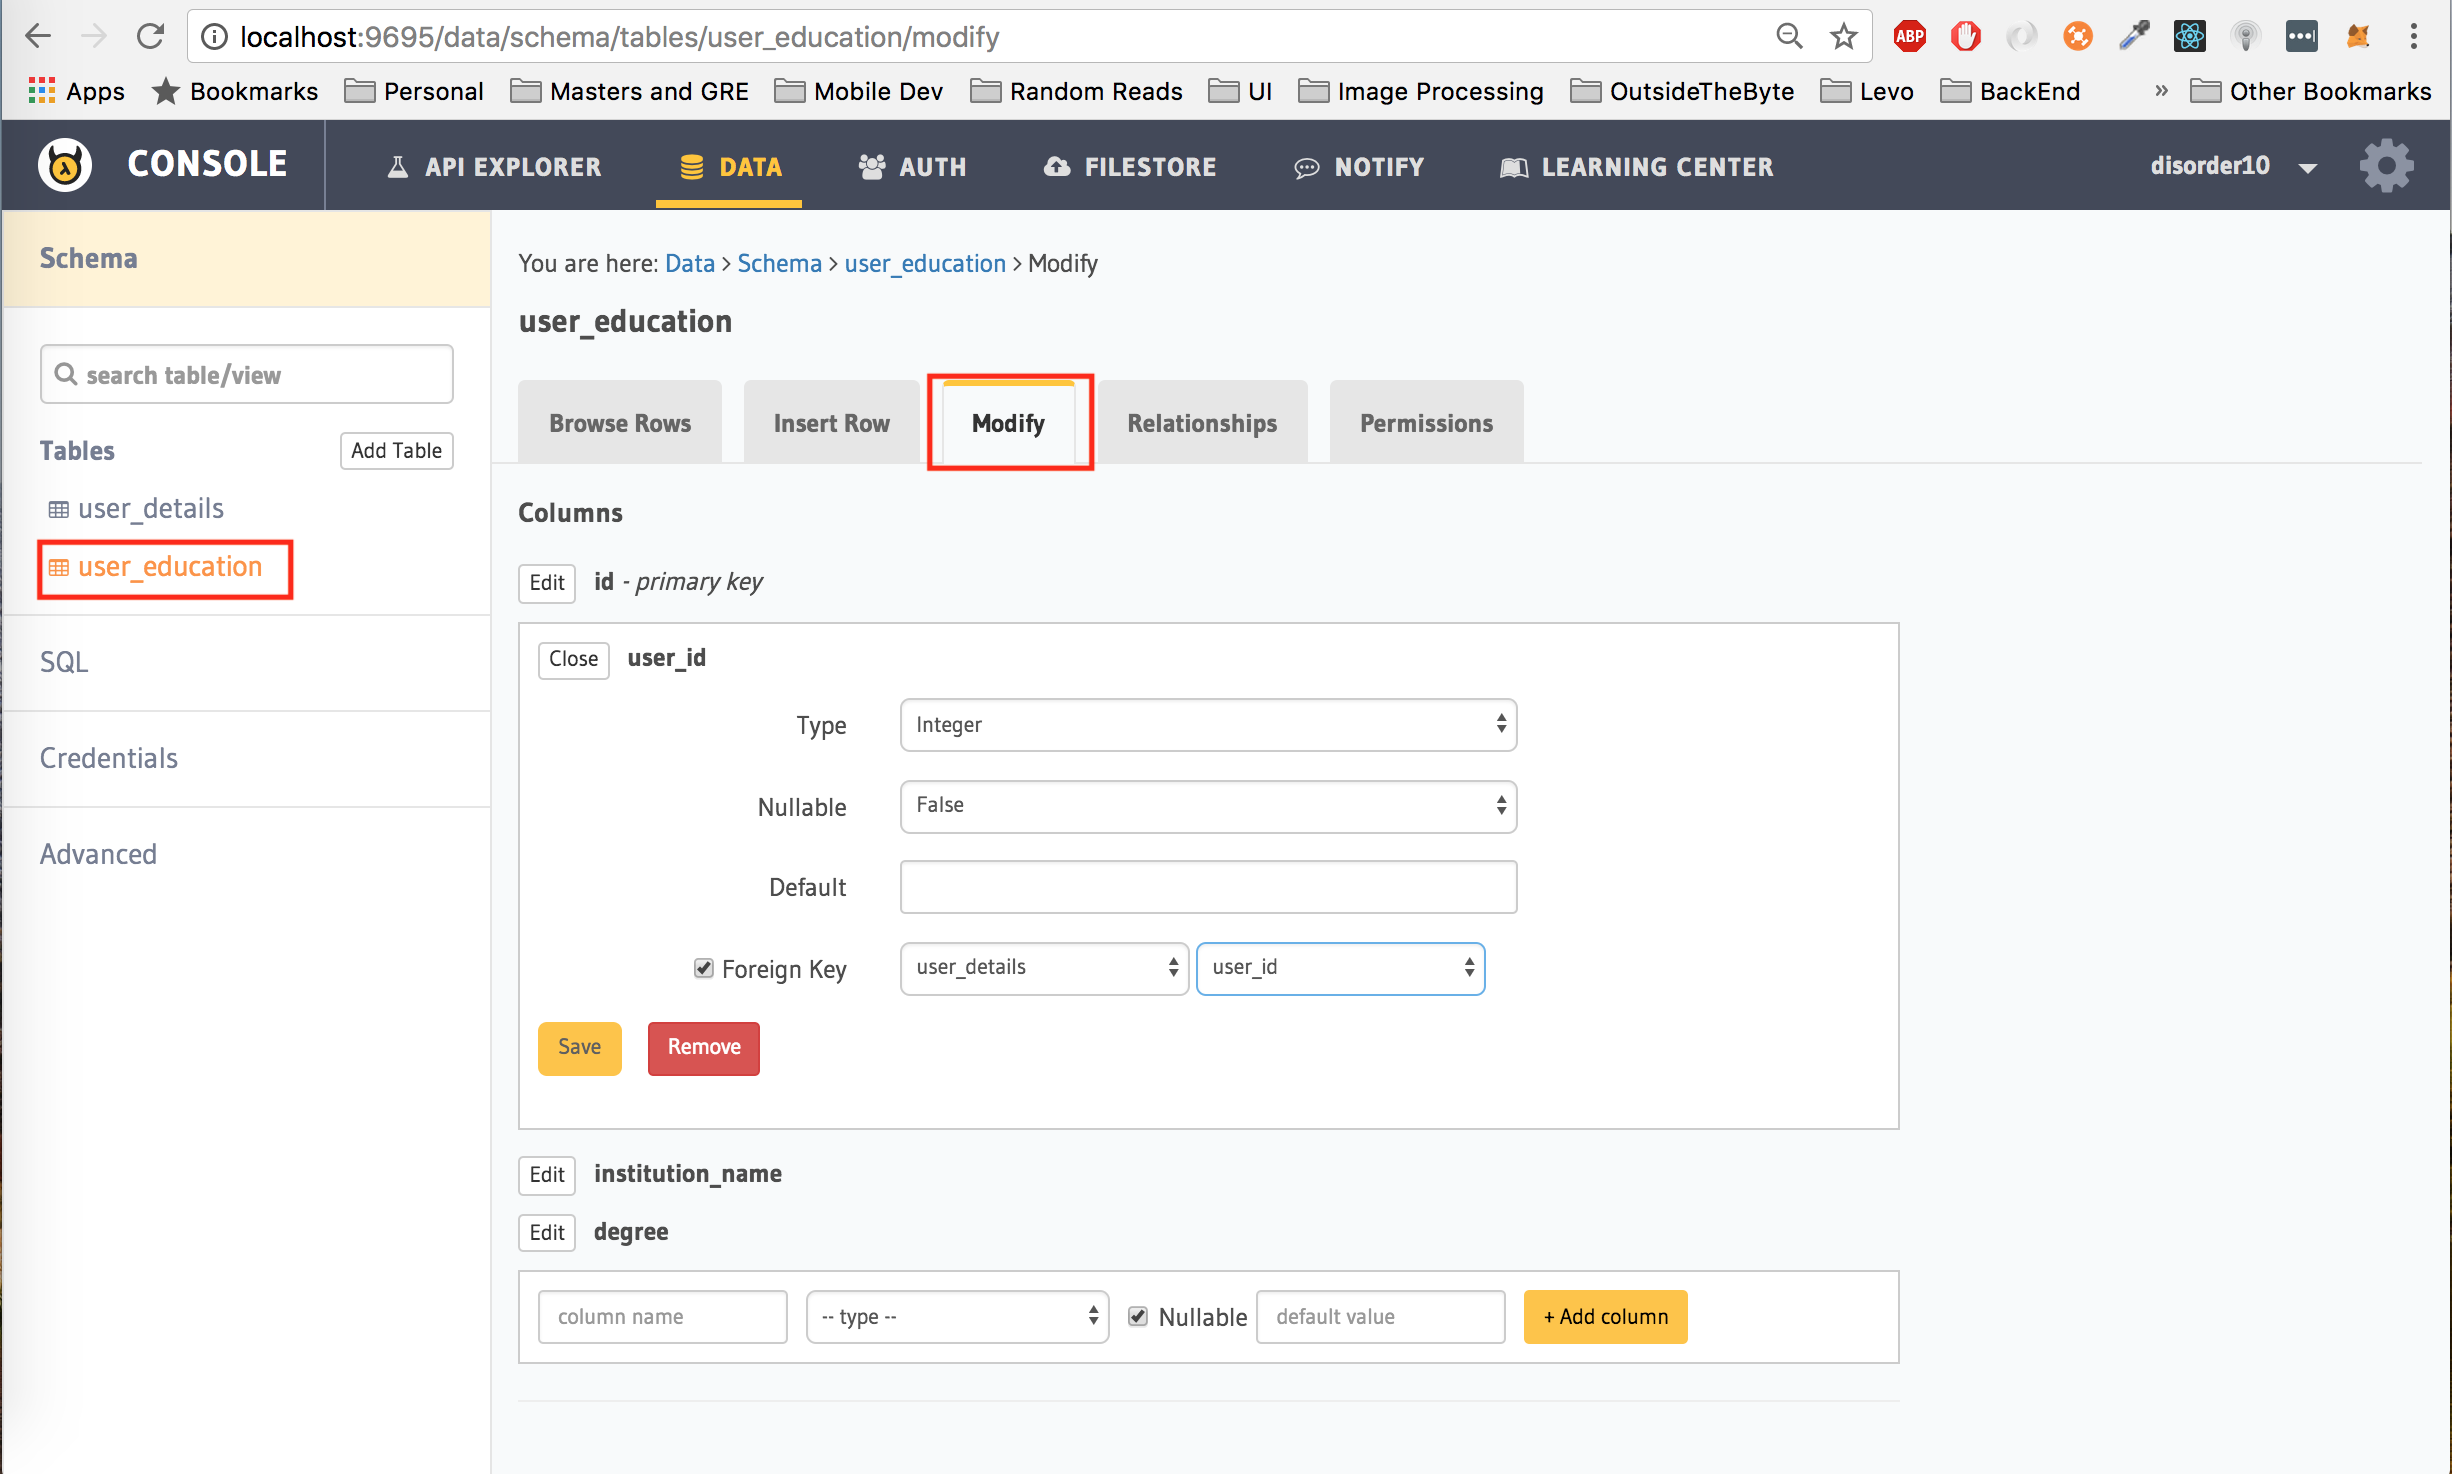 localhost:9695/data/schema/tables/user_education/modify
ABP
Apps Bookmarks Personal Masters and GRE Mobile Dev Random Reads UI Image Processing OutsideTheByte Levo BackEnd » Other Bookmarks
CONSOLE API EXPLORER DATA AUTH FILESTORE NOTIFY LEARNING CENTER disorder10
Schema
search table/view
Tables Add Table
user_details
user_education
SQL
Credentials
Advanced
You are here: Data > Schema > user_education > Modify
user_education
Browse Rows Insert Row Modify Relationships Permissions
Columns
Edit id - primary key
Close user_id
Type Integer
Nullable False
Default
Foreign Key user_details user_id
Save Remove
Edit institution_name
Edit degree
column name -- type -- Nullable default value + Add column